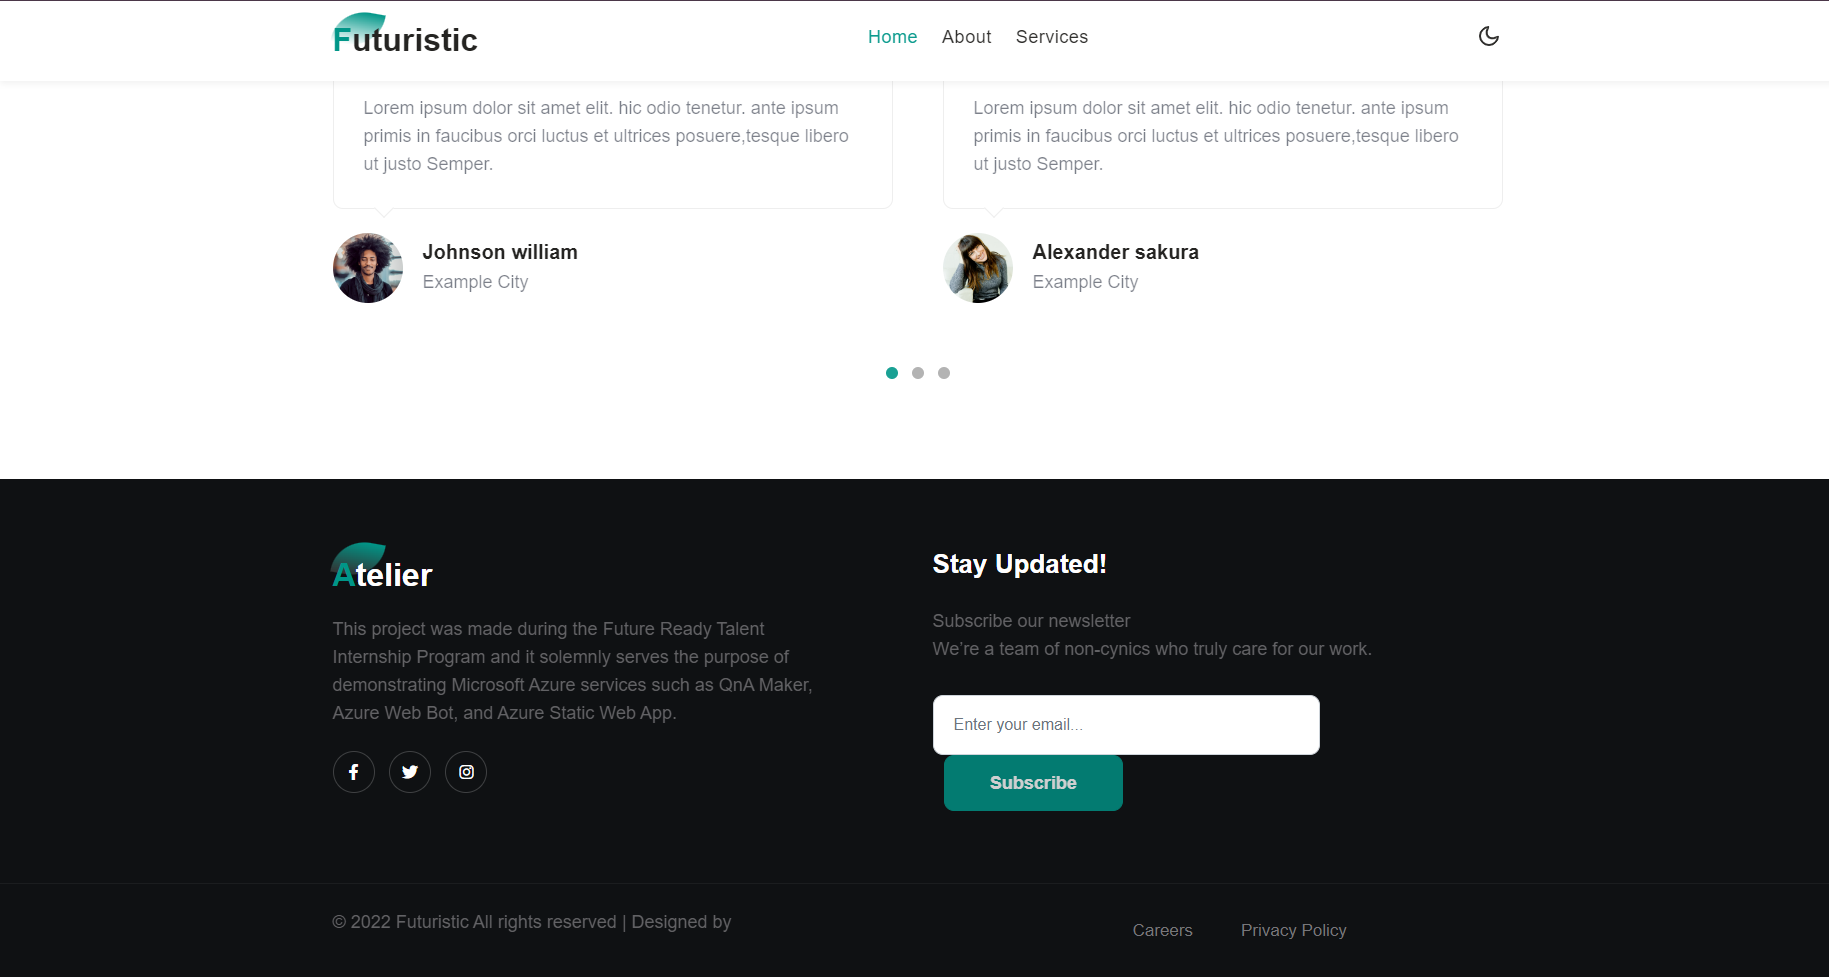 Futuristic
Home About Services
Lorem ipsum dolor sit amet elit. hic odio tenetur. ante ipsum
primis in faucibus orci luctus et ultrices posuere,tesque libero
ut justo Semper.
Johnson william
Example City
Lorem ipsum dolor sit amet elit. hic odio tenetur. ante ipsum
primis in faucibus orci luctus et ultrices posuere,tesque libero
ut justo Semper.
Alexander sakura
Example City
Atelier
This project was made during the Future Ready Talent
Internship Program and it solemnly serves the purpose of
demonstrating Microsoft Azure services such as QnA Maker,
Azure Web Bot, and Azure Static Web App.
Stay Updated!
Subscribe our newsletter
We're a team of non-cynics who truly care for our work.
Enter your email...
Subscribe
© 2022 Futuristic All rights reserved | Designed by
Careers Privacy Policy